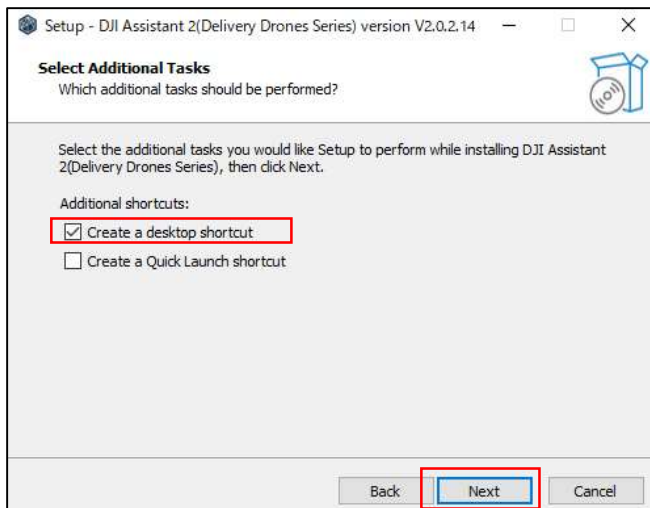 Setup - DJI Assistant 2(Delivery Drones Series) version V2.0.2.14
Select Additional Tasks
Which additional tasks should be performed?
Select the additional tasks you would like Setup to perform while installing DJI Assistant
2(Delivery Drones Series), then click Next.
Additional shortcuts:
Create a desktop shortcut
Create a Quick Launch shortcut
Back
Next
Cancel